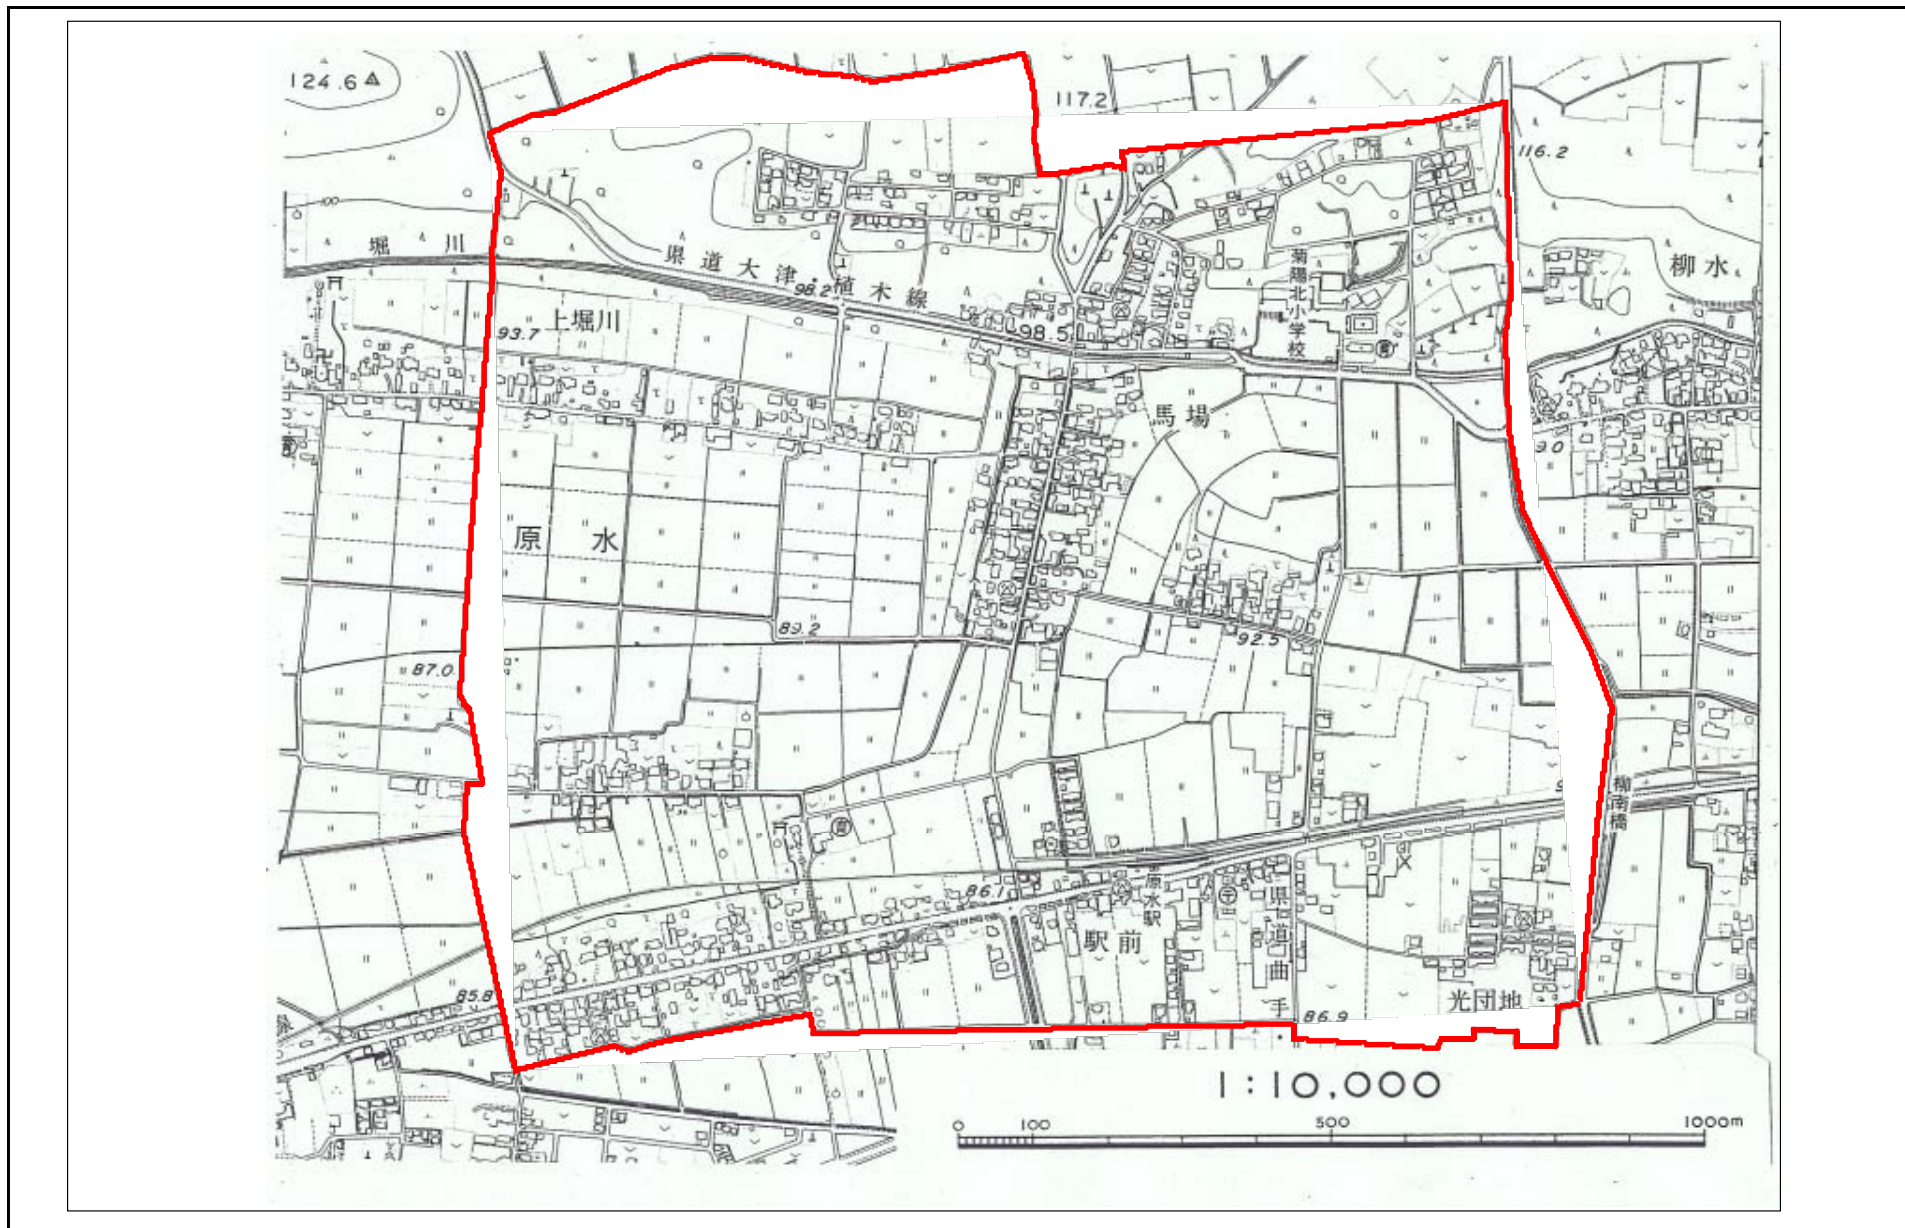 124.6
117.2
116.2
100
堀川
県道大津植木線
98.2
柳水
菊陽北小学校
上堀川
93.7
98.5
馬場
原水
89.2
92.5
87.0
柳南橋
86.1
原水駅
駅前
県道曲手
85.8
光団地
86.9
1:10,000
0 100 500 1000m